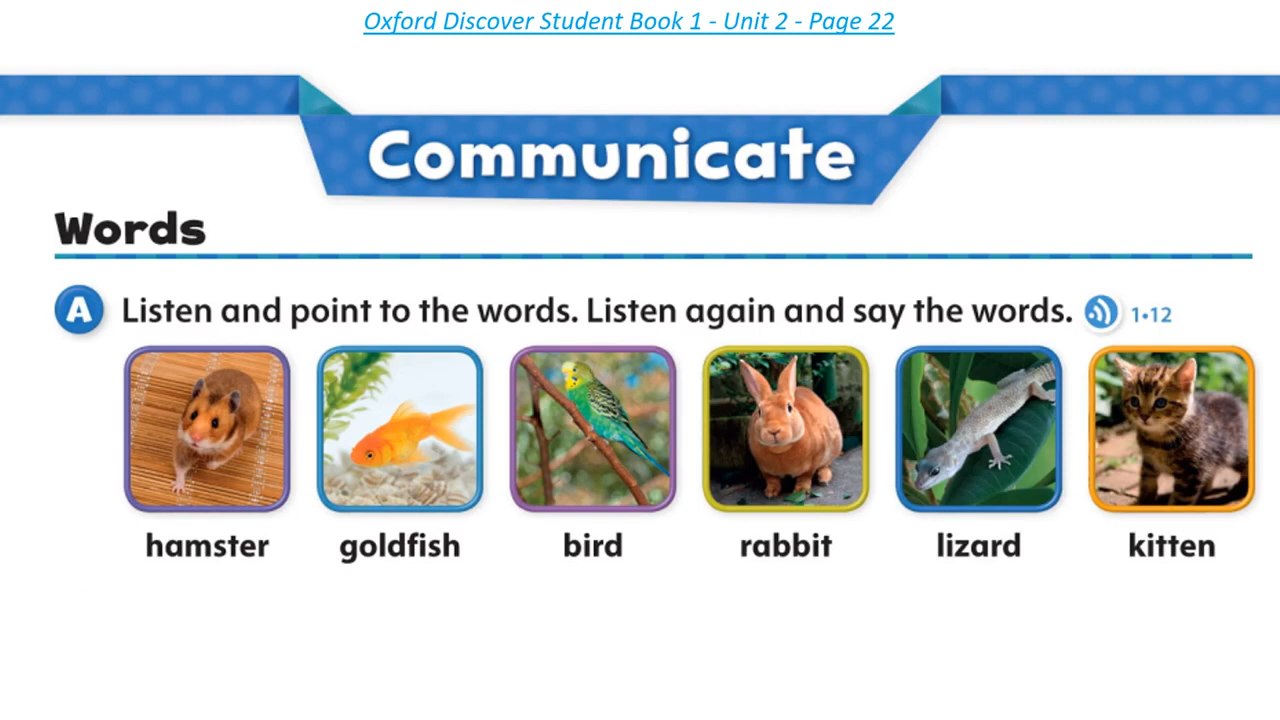 Oxford Discover Student Book 1 - Unit 2 - Page 22
Communicate
Words
A Listen and point to the words. Listen again and say the words. 1•12
hamster goldfish bird rabbit lizard kitten